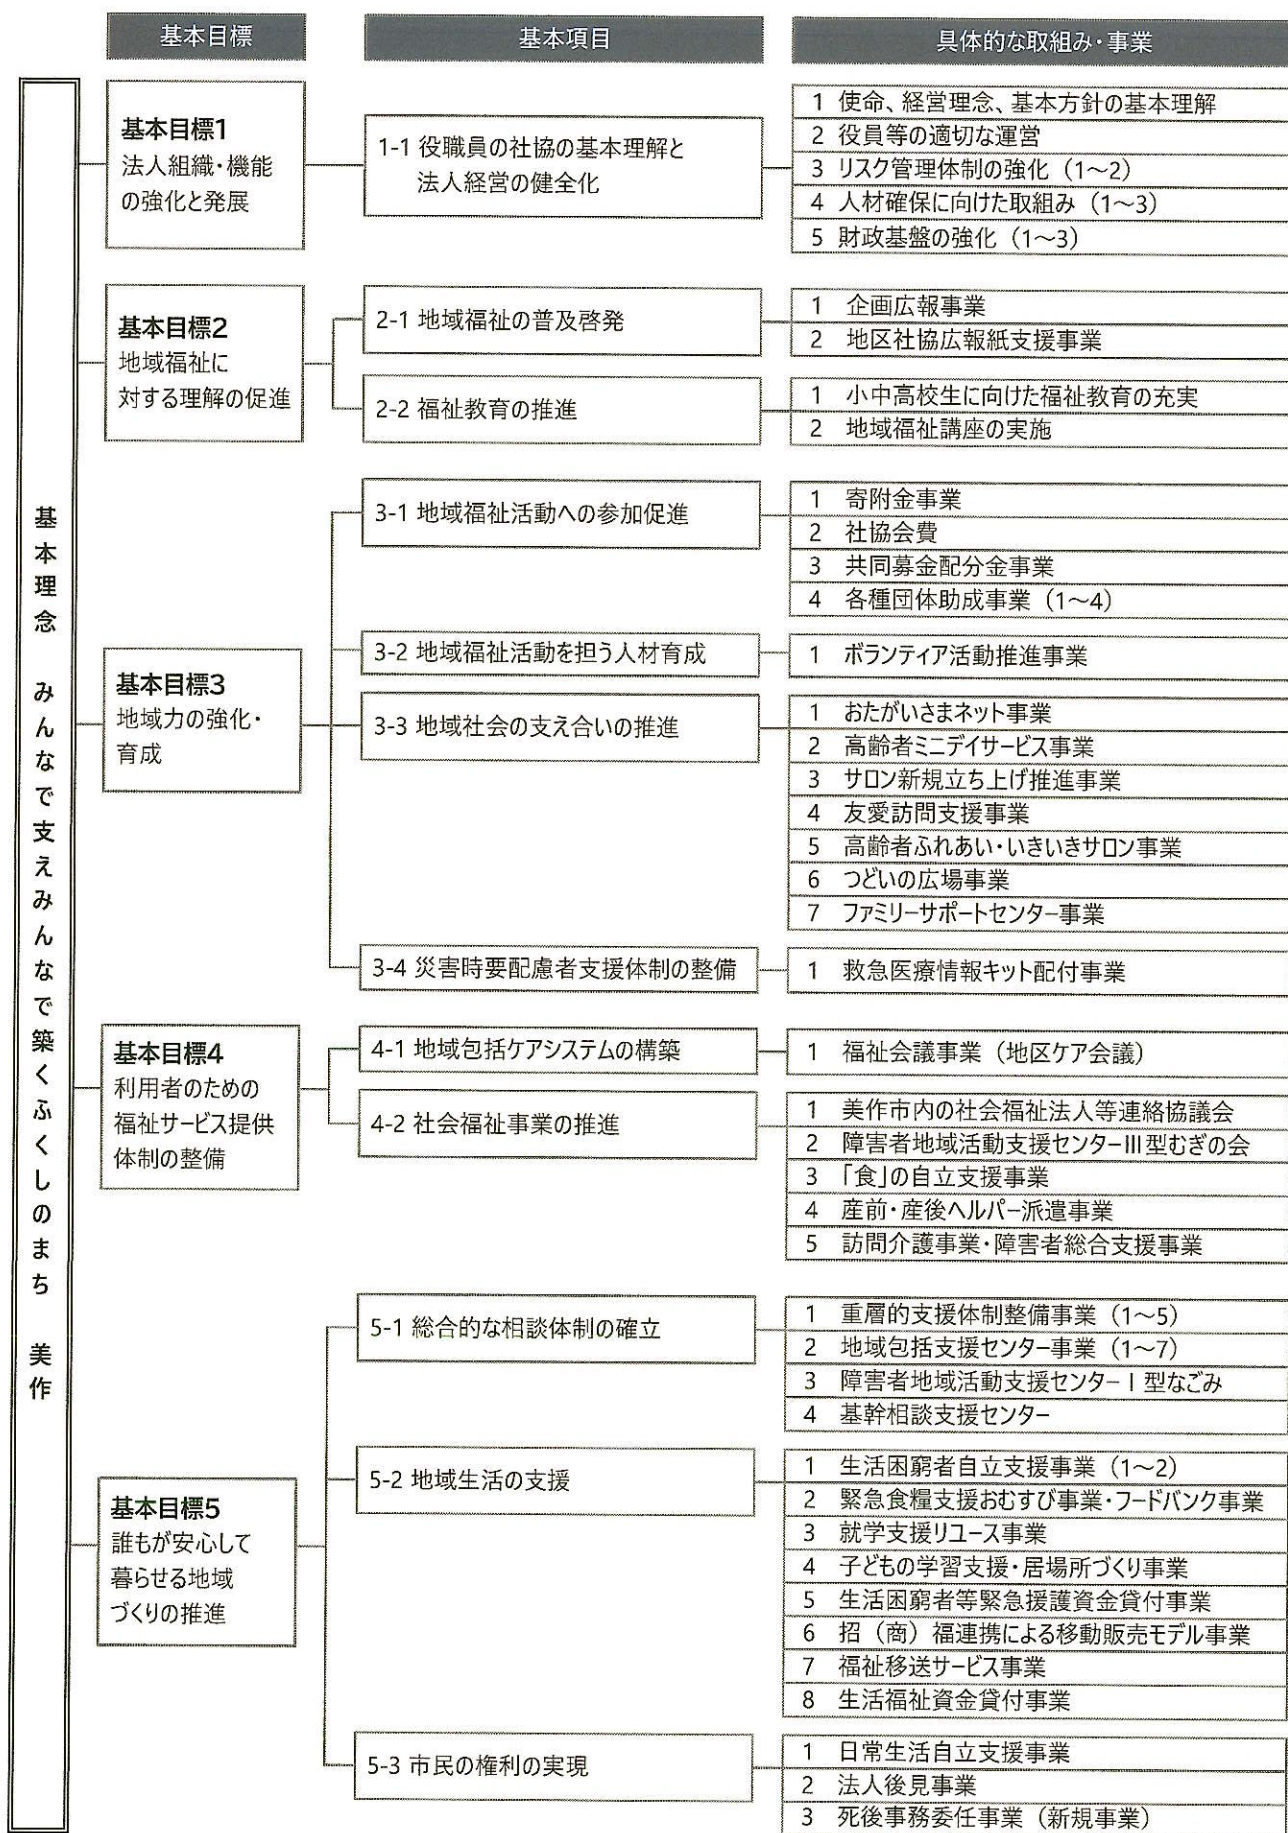 基本目標
基本項目
具体的な取組み・事業
基本理念　みんなで支えみんなで築くふくしのまち　美作
基本目標1
法人組織・機能
の強化と発展
1-1 役職員の社協の基本理解と
法人経営の健全化
1 使命、経営理念、基本方針の基本理解
2 役員等の適切な運営
3 リスク管理体制の強化（1～2）
4 人材確保に向けた取組み（1～3）
5 財政基盤の強化（1～3）
基本目標2
地域福祉に
対する理解の促進
2-1 地域福祉の普及啓発
1 企画広報事業
2 地区社協広報紙支援事業
2-2 福祉教育の推進
1 小中高校生に向けた福祉教育の充実
2 地域福祉講座の実施
基本目標3
地域力の強化・
育成
3-1 地域福祉活動への参加促進
1 寄附金事業
2 社協会費
3 共同募金配分金事業
4 各種団体助成事業（1～4）
3-2 地域福祉活動を担う人材育成
1 ボランティア活動推進事業
3-3 地域社会の支え合いの推進
1 おたがいさまネット事業
2 高齢者ミニデイサービス事業
3 サロン新規立ち上げ推進事業
4 友愛訪問支援事業
5 高齢者ふれあい・いきいきサロン事業
6 つどいの広場事業
7 ファミリーサポートセンター事業
3-4 災害時要配慮者支援体制の整備
1 救急医療情報キット配付事業
基本目標4
利用者のための
福祉サービス提供
体制の整備
4-1 地域包括ケアシステムの構築
1 福祉会議事業（地区ケア会議）
4-2 社会福祉事業の推進
1 美作市内の社会福祉法人等連絡協議会
2 障害者地域活動支援センターⅢ型むぎの会
3 「食」の自立支援事業
4 産前・産後ヘルパー派遣事業
5 訪問介護事業・障害者総合支援事業
基本目標5
誰もが安心して
暮らせる地域
づくりの推進
5-1 総合的な相談体制の確立
1 重層的支援体制整備事業（1～5）
2 地域包括支援センター事業（1～7）
3 障害者地域活動支援センターⅠ型なごみ
4 基幹相談支援センター
5-2 地域生活の支援
1 生活困窮者自立支援事業（1～2）
2 緊急食糧支援おむすび事業・フードバンク事業
3 就学支援リユース事業
4 子どもの学習支援・居場所づくり事業
5 生活困窮者等緊急援護資金貸付事業
6 招（商）福連携による移動販売モデル事業
7 福祉移送サービス事業
8 生活福祉資金貸付事業
5-3 市民の権利の実現
1 日常生活自立支援事業
2 法人後見事業
3 死後事務委任事業（新規事業）